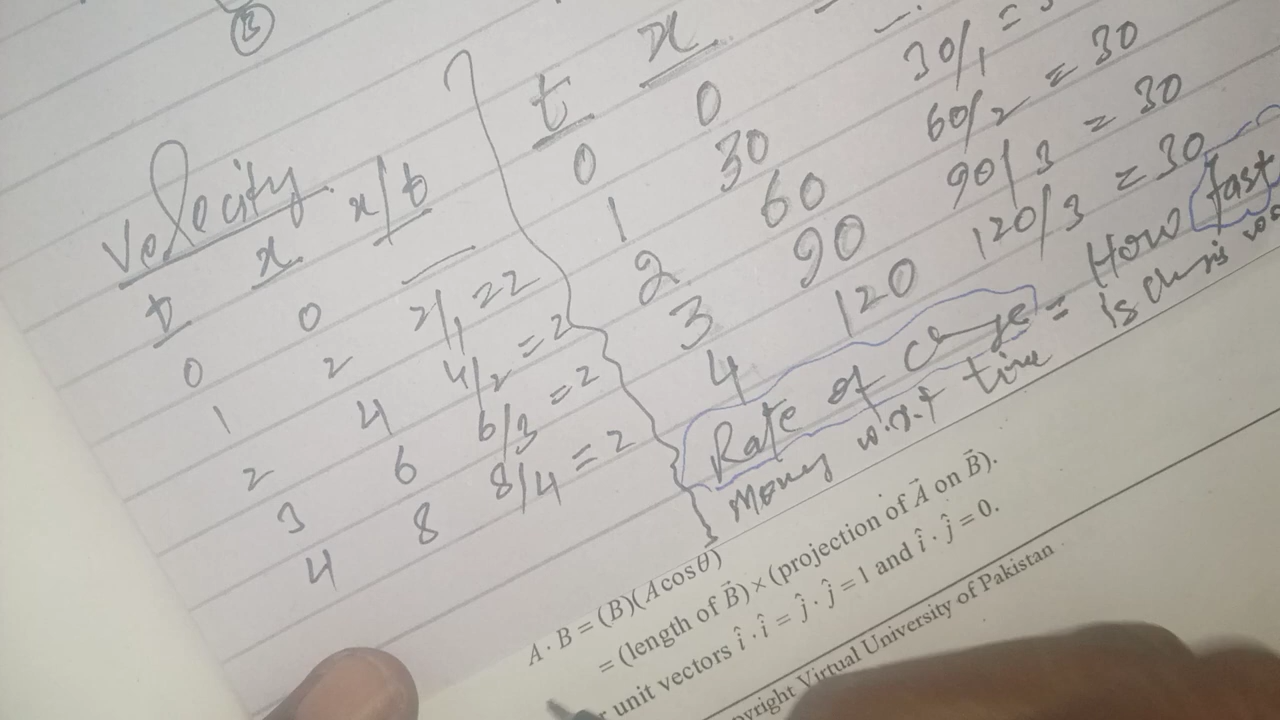 B
Velocity
t x x/t
0 0 —
1 2 2/1 = 2
2 4 4/2 = 2
3 6 6/3 = 2
4 8 8/4 = 2
t x
0 0
1 30 30/1 =
2 60 60/2 = 30
3 90 90/3 = 30
4 120 120/3 = 30
Rate of change = How fast
Money w.r.t time is
A · B = (B)(A cos θ)
= (length of B⃗) × (projection of A⃗ on B⃗).
unit vectors î · î = ĵ · ĵ = 1 and î · ĵ = 0.
pyright Virtual University of Pakistan